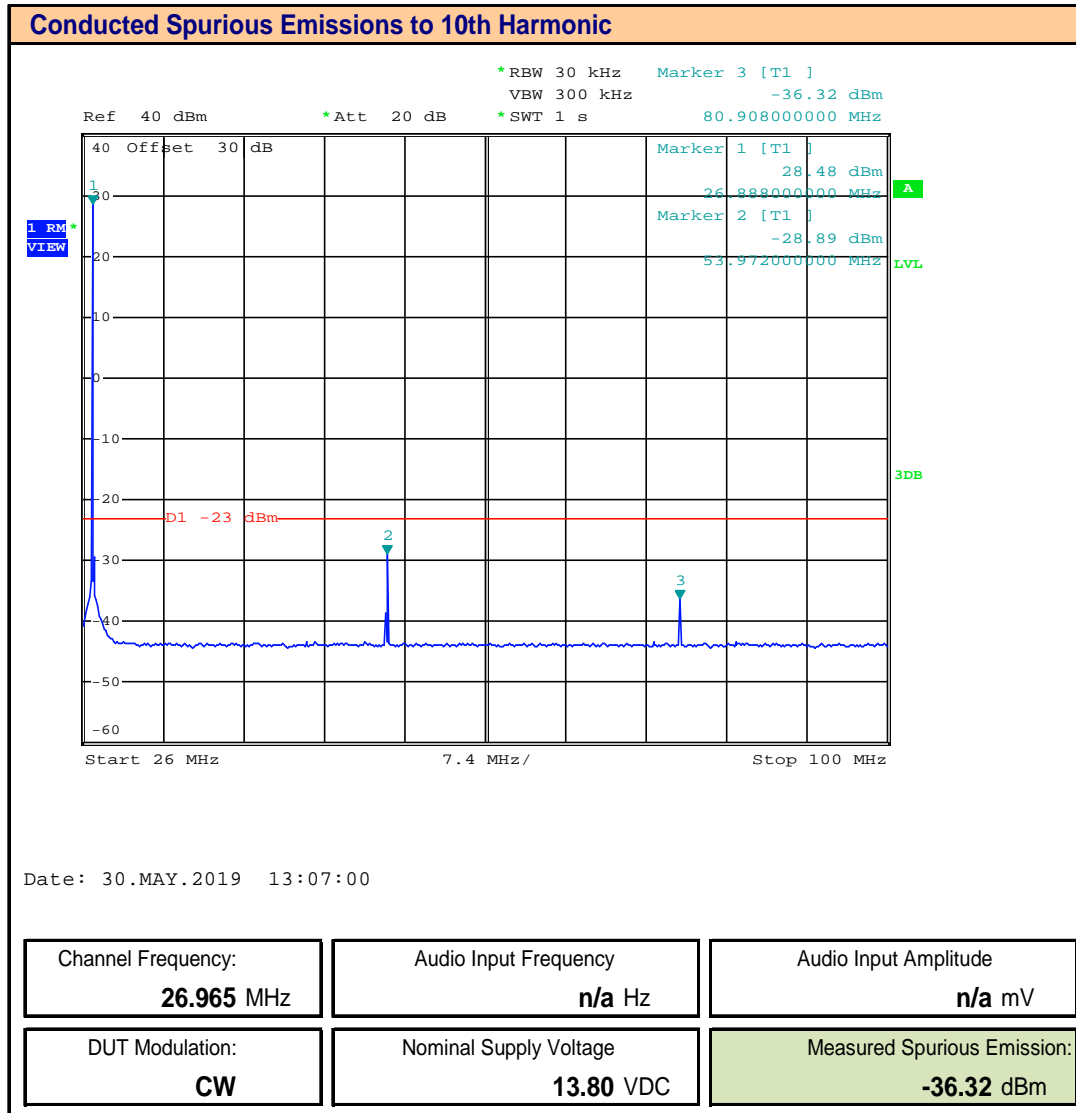 Conducted Spurious Emissions to 10th Harmonic
* RBW 30 kHz Marker 3 [T1 ]
VBW 300 kHz -36.32 dBm
Ref 40 dBm * Att 20 dB * SWT 1 s 80.908000000 MHz
40 Offset 30 dB Marker 1 [T1 ]
28.48 dBm
1
30 26.888000000 MHz A
Marker 2 [T1 ]
1 RM *
-28.89 dBm
VIEW
20 53.972000000 MHz LVL
10
0
-10
3DB
-20
D1 -23 dBm
2
-30
3
-40
-50
-60
Start 26 MHz 7.4 MHz/ Stop 100 MHz
Date: 30.MAY.2019 13:07:00
Channel Frequency: Audio Input Frequency Audio Input Amplitude
26.965 MHz n/a Hz n/a mV
DUT Modulation: Nominal Supply Voltage Measured Spurious Emission:
CW 13.80 VDC -36.32 dBm